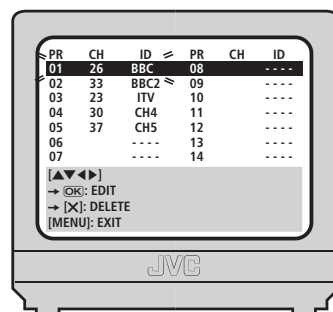 PR CH ID PR CH ID
01 26 BBC 08 - - - -
02 33 BBC2 09 - - - -
03 23 ITV 10 - - - -
04 30 CH4 11 - - - -
05 37 CH5 12 - - - -
06 - - - - 13 - - - -
07 - - - - 14 - - - -
[▲▼◀▶]
→ OK: EDIT
→ [X]: DELETE
[MENU]: EXIT
JVC